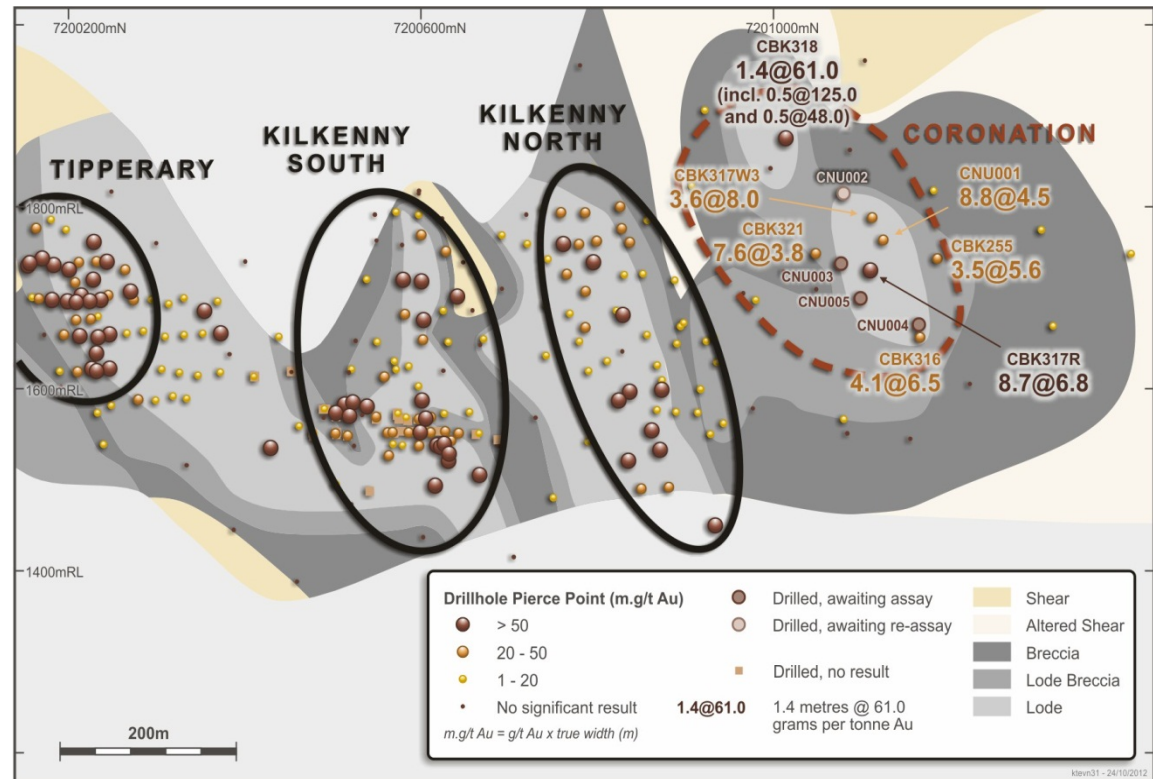 7200200mN
7200600mN
7201000mN
CBK318
1.4@61.0
(incl. 0.5@125.0
and 0.5@48.0)
KILKENNY
NORTH
KILKENNY
SOUTH
CORONATION
TIPPERARY
CNU002
CNU001
8.8@4.5
CBK317W3
3.6@8.0
1800mRL
CBK321
7.6@3.8
CBK255
3.5@5.6
CNU003
CNU005
CNU004
CBK316
4.1@6.5
CBK317R
8.7@6.8
1600mRL
1400mRL
Drillhole Pierce Point (m.g/t Au)
> 50
20 - 50
1 - 20
No significant result
m.g/t Au = g/t Au x true width (m)
Drilled, awaiting assay
Drilled, awaiting re-assay
Drilled, no result
1.4@61.0 1.4 metres @ 61.0
grams per tonne Au
Shear
Altered Shear
Breccia
Lode Breccia
Lode
200m
ktevn31 - 24/10/2012